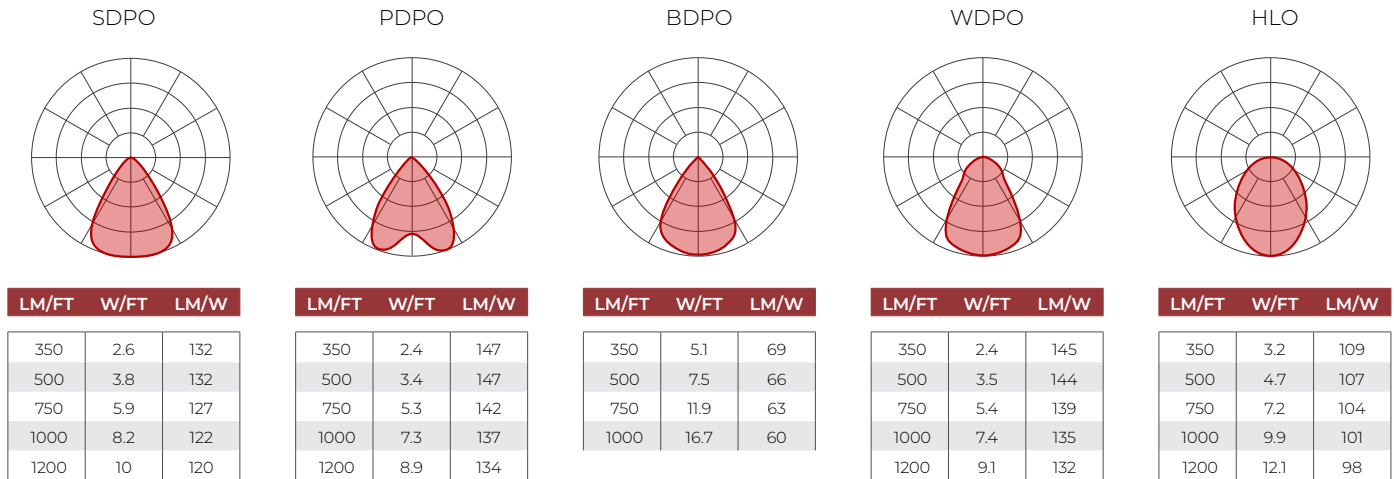 SDPO PDPO BDPO WDPO HLO
LM/FT W/FT LM/W LM/FT W/FT LM/W LM/FT W/FT LM/W LM/FT W/FT LM/W LM/FT W/FT LM/W
350 2.6 132 350 2.4 147 350 5.1 69 350 2.4 145 350 3.2 109
500 3.8 132 500 3.4 147 500 7.5 66 500 3.5 144 500 4.7 107
750 5.9 127 750 5.3 142 750 11.9 63 750 5.4 139 750 7.2 104
1000 8.2 122 1000 7.3 137 1000 16.7 60 1000 7.4 135 1000 9.9 101
1200 10 120 1200 8.9 134 1200 9.1 132 1200 12.1 98